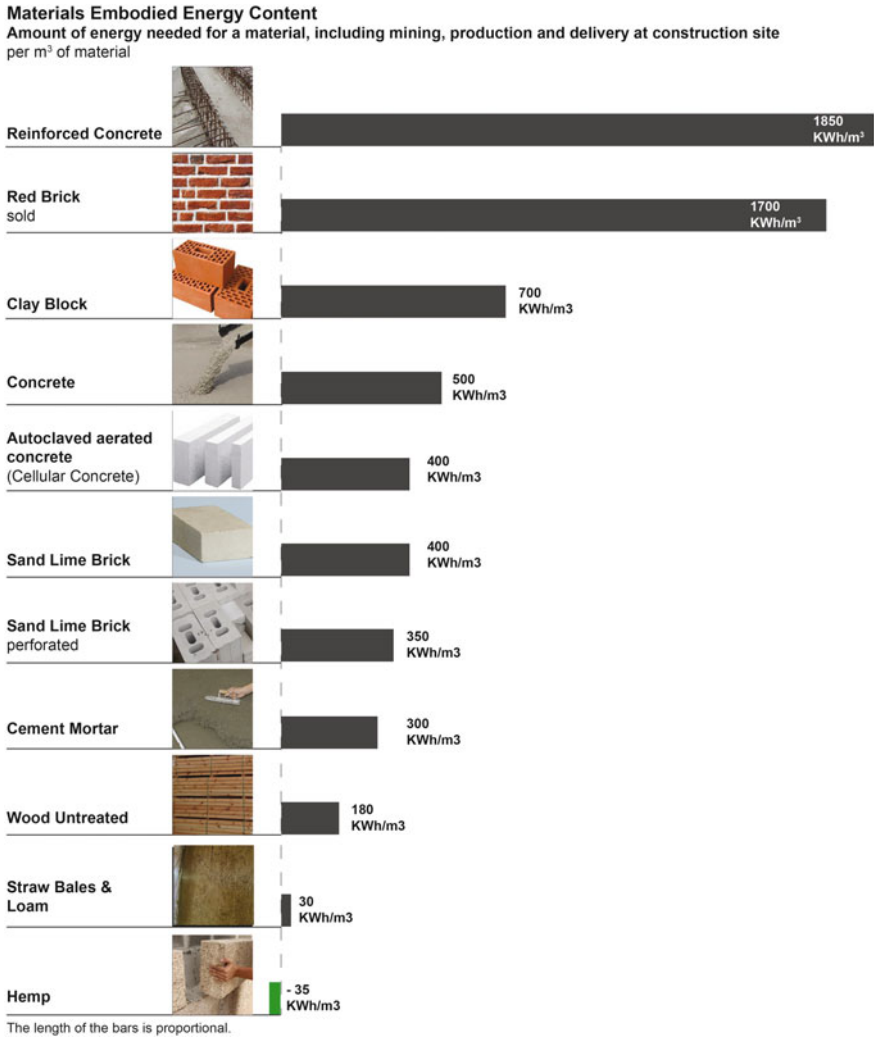 Materials Embodied Energy Content
Amount of energy needed for a material, including mining, production and delivery at construction site
per m³ of material
Reinforced Concrete
1850
KWh/m³
Red Brick
sold
1700
KWh/m³
Clay Block
700
KWh/m3
Concrete
500
KWh/m3
Autoclaved aerated
concrete
(Cellular Concrete)
400
KWh/m3
Sand Lime Brick
400
KWh/m3
Sand Lime Brick
perforated
350
KWh/m3
Cement Mortar
300
KWh/m3
Wood Untreated
180
KWh/m3
Straw Bales &
Loam
30
KWh/m3
Hemp
- 35
KWh/m3
The length of the bars is proportional.